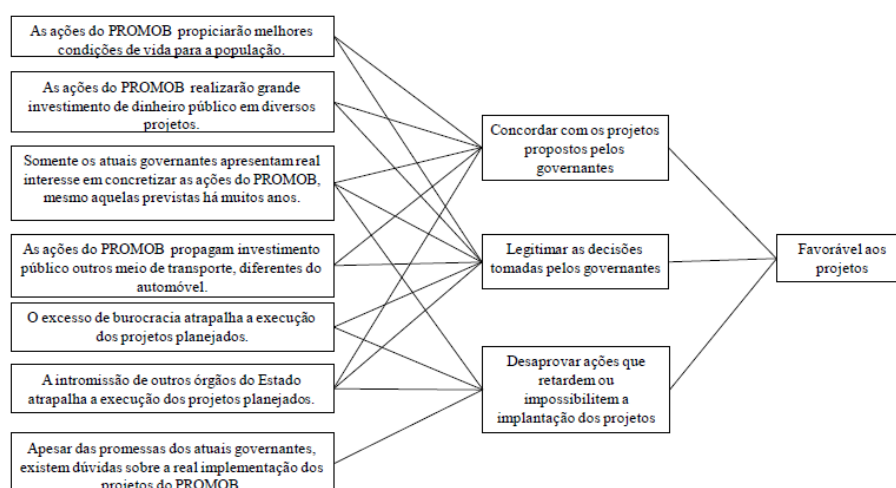 As ações do PROMOB propiciarão melhores
condições de vida para a população.
As ações do PROMOB realizarão grande
investimento de dinheiro público em diversos
projetos.
Somente os atuais governantes apresentam real
interesse em concretizar as ações do PROMOB,
mesmo aquelas previstas há muitos anos.
As ações do PROMOB propagam investimento
público outros meio de transporte, diferentes do
automóvel.
O excesso de burocracia atrapalha a execução
dos projetos planejados.
A intromissão de outros órgãos do Estado
atrapalha a execução dos projetos planejados.
Apesar das promessas dos atuais governantes,
existem dúvidas sobre a real implementação dos
projetos do PROMOB
Concordar com os projetos
propostos pelos
governantes
Legitimar as decisões
tomadas pelos governantes
Desaprovar ações que
retardem ou
impossibilitem a
implantação dos projetos
Favorável aos
projetos